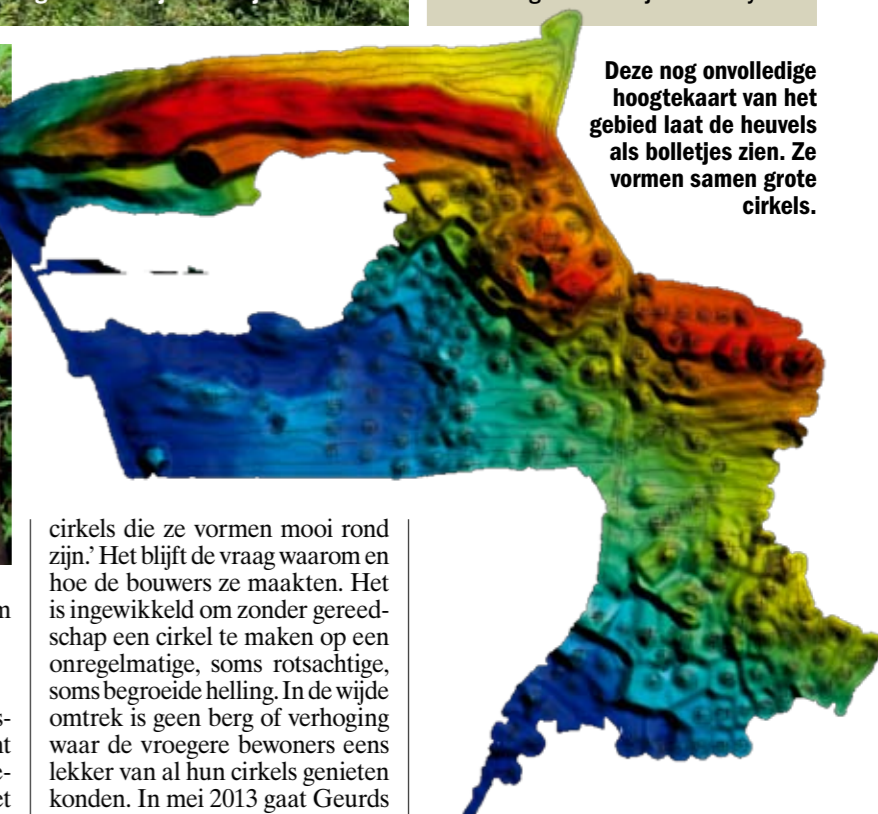 Deze nog onvolledige
hoogtekaart van het
gebied laat de heuvels
als bolletjes zien. Ze
vormen samen grote
cirkels.
cirkels die ze vormen mooi rond
zijn.’ Het blijft de vraag waarom en
hoe de bouwers ze maakten. Het
is ingewikkeld om zonder gereed-
schap een cirkel te maken op een
onregelmatige, soms rotsachtige,
soms begroeide helling. In de wijde
omtrek is geen berg of verhoging
waar de vroegere bewoners eens
lekker van al hun cirkels genieten
konden. In mei 2013 gaat Geurds